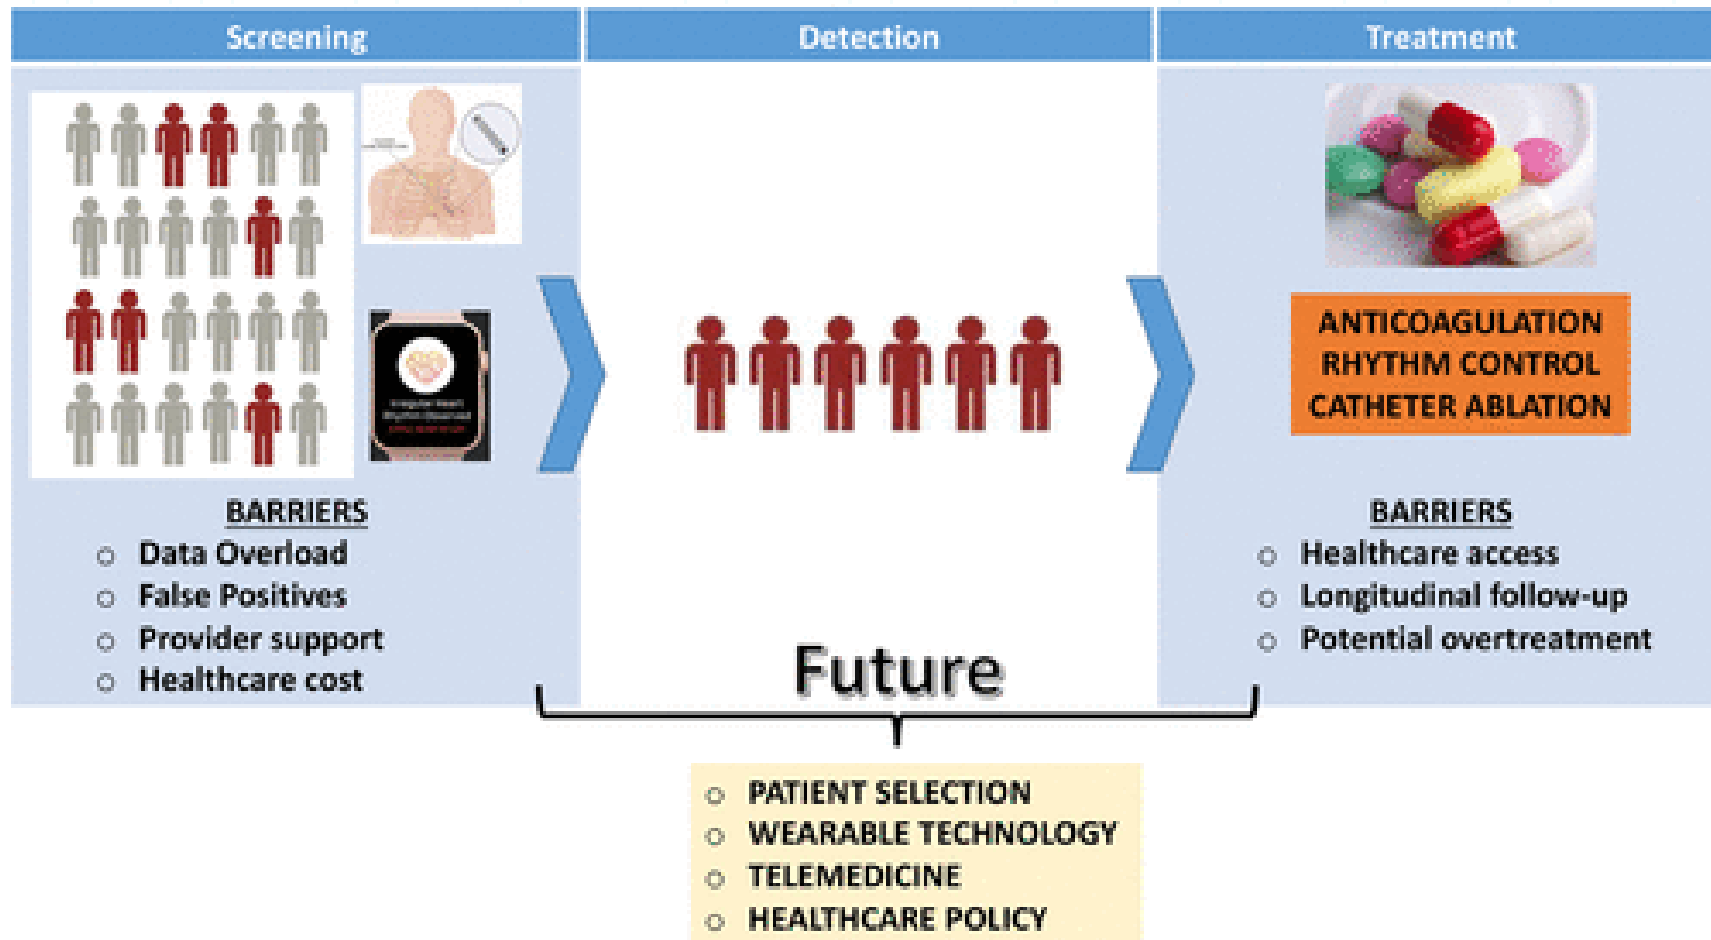 Screening
Detection
Treatment
BARRIERS
Data Overload
False Positives
Provider support
Healthcare cost
ANTICOAGULATION
RHYTHM CONTROL
CATHETER ABLATION
BARRIERS
Healthcare access
Longitudinal follow-up
Potential overtreatment
Future
PATIENT SELECTION
WEARABLE TECHNOLOGY
TELEMEDICINE
HEALTHCARE POLICY